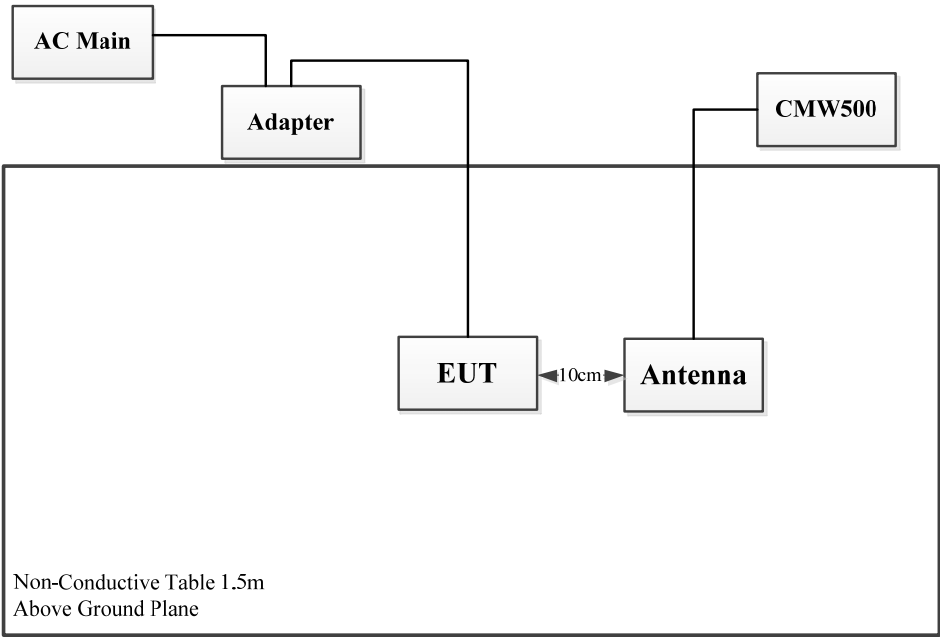 AC Main
Adapter
CMW500
EUT
10cm
Antenna
Non-Conductive Table 1.5m
Above Ground Plane